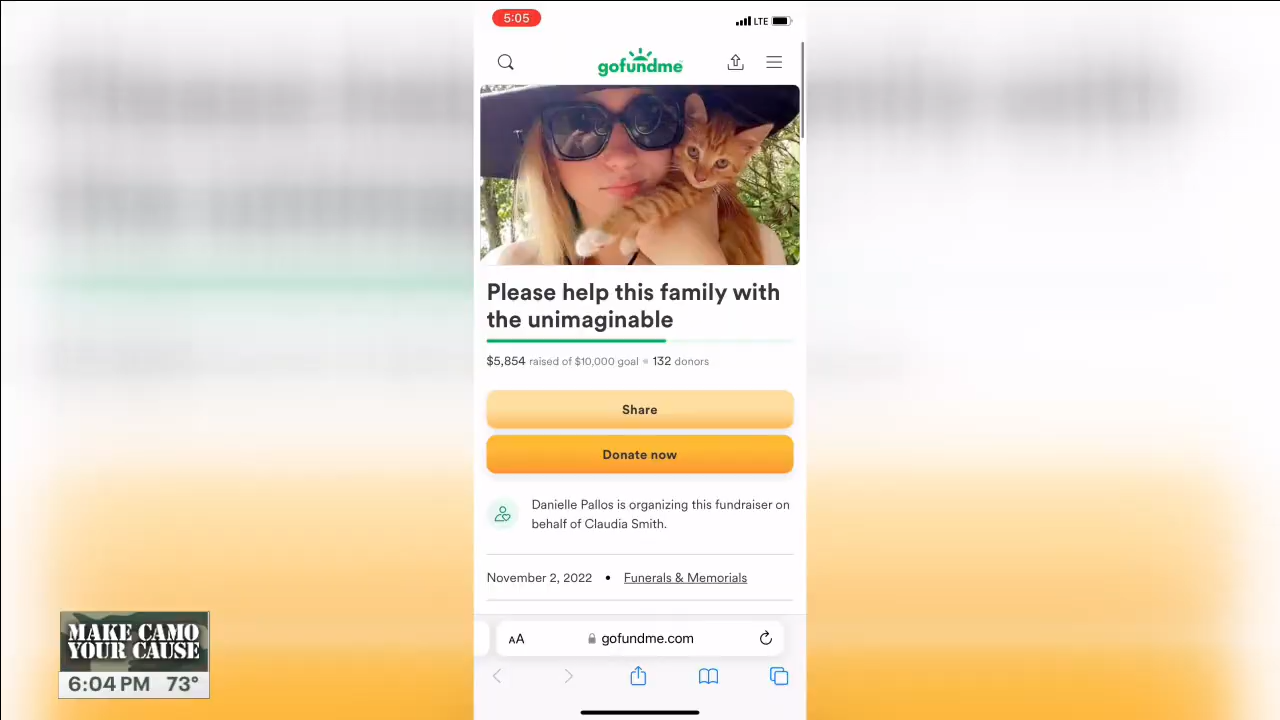 5:05
LTE
gofundme
Please help this family with
the unimaginable
$5,854 raised of $10,000 goal • 132 donors
Share
Donate now
Danielle Pallos is organizing this fundraiser on
behalf of Claudia Smith.
November 2, 2022 • Funerals & Memorials
AA gofundme.com
MAKE CAMO
YOUR CAUSE
6:04 PM 73°